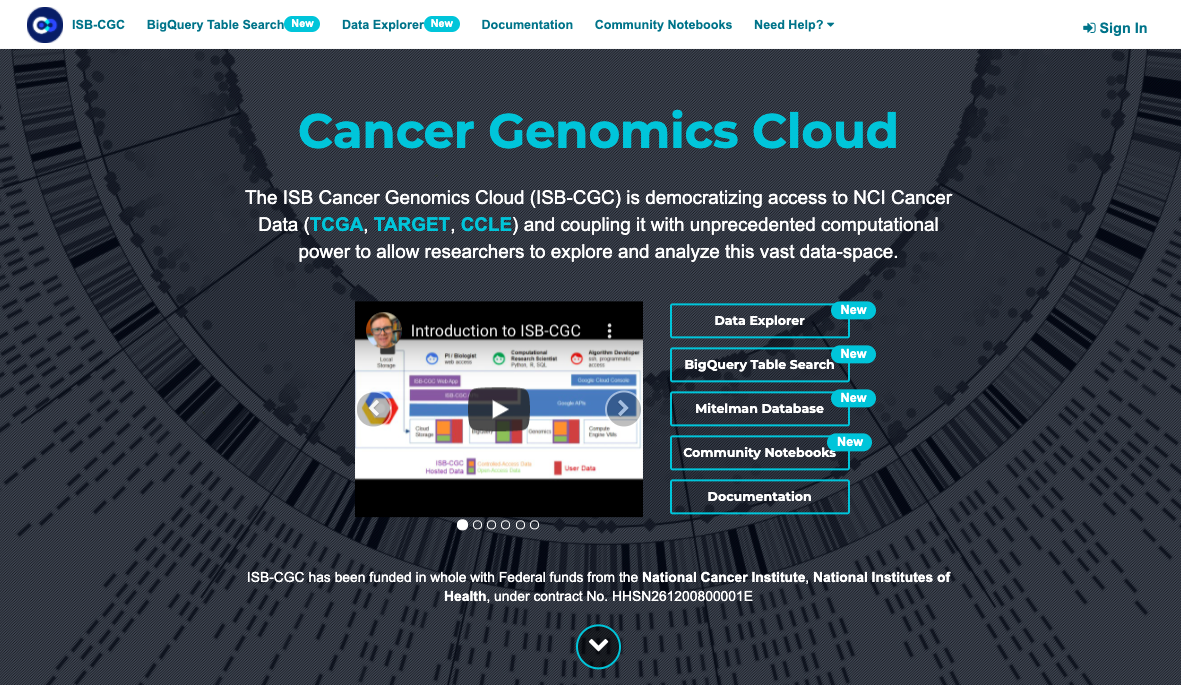 ISB-CGC BigQuery Table Search New Data Explorer New Documentation Community Notebooks Need Help? Sign In
Cancer Genomics Cloud
The ISB Cancer Genomics Cloud (ISB-CGC) is democratizing access to NCI Cancer
Data (TCGA, TARGET, CCLE) and coupling it with unprecedented computational
power to allow researchers to explore and analyze this vast data-space.
Introduction to ISB-CGC
Local
Storage
PI / Biologist
web access
Computational
Research Scientist
Python, R, SQL
Algorithm Developer
ssh, programmatic
access
ISB-CGC Web App
Google Cloud Console
Google APIs
Cloud
Storage
BigQuery
Genomics
Compute
Engine VMs
ISB-CGC
Hosted Data
Controlled Access Data
Open Access Data
User Data
Data Explorer New
BigQuery Table Search New
Mitelman Database New
Community Notebooks New
Documentation
ISB-CGC has been funded in whole with Federal funds from the National Cancer Institute, National Institutes of
Health, under contract No. HHSN261200800001E